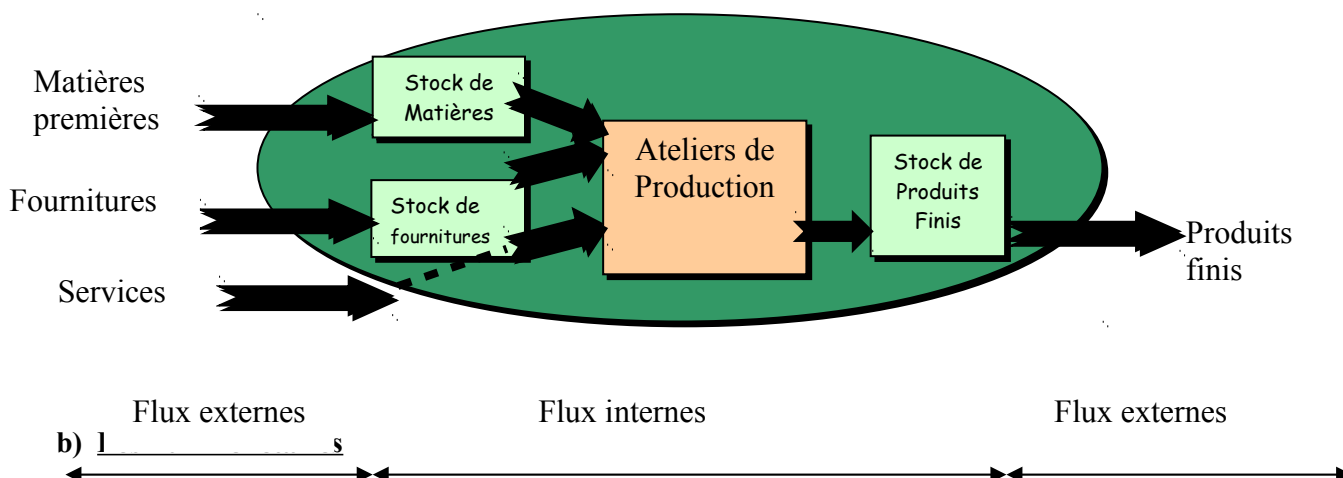 Matières
premières
Stock de
Matières
Fournitures
Stock de
fournitures
Services
Ateliers de
Production
Stock de
Produits
Finis
Produits
finis
Flux externes
Flux internes
Flux externes
b)